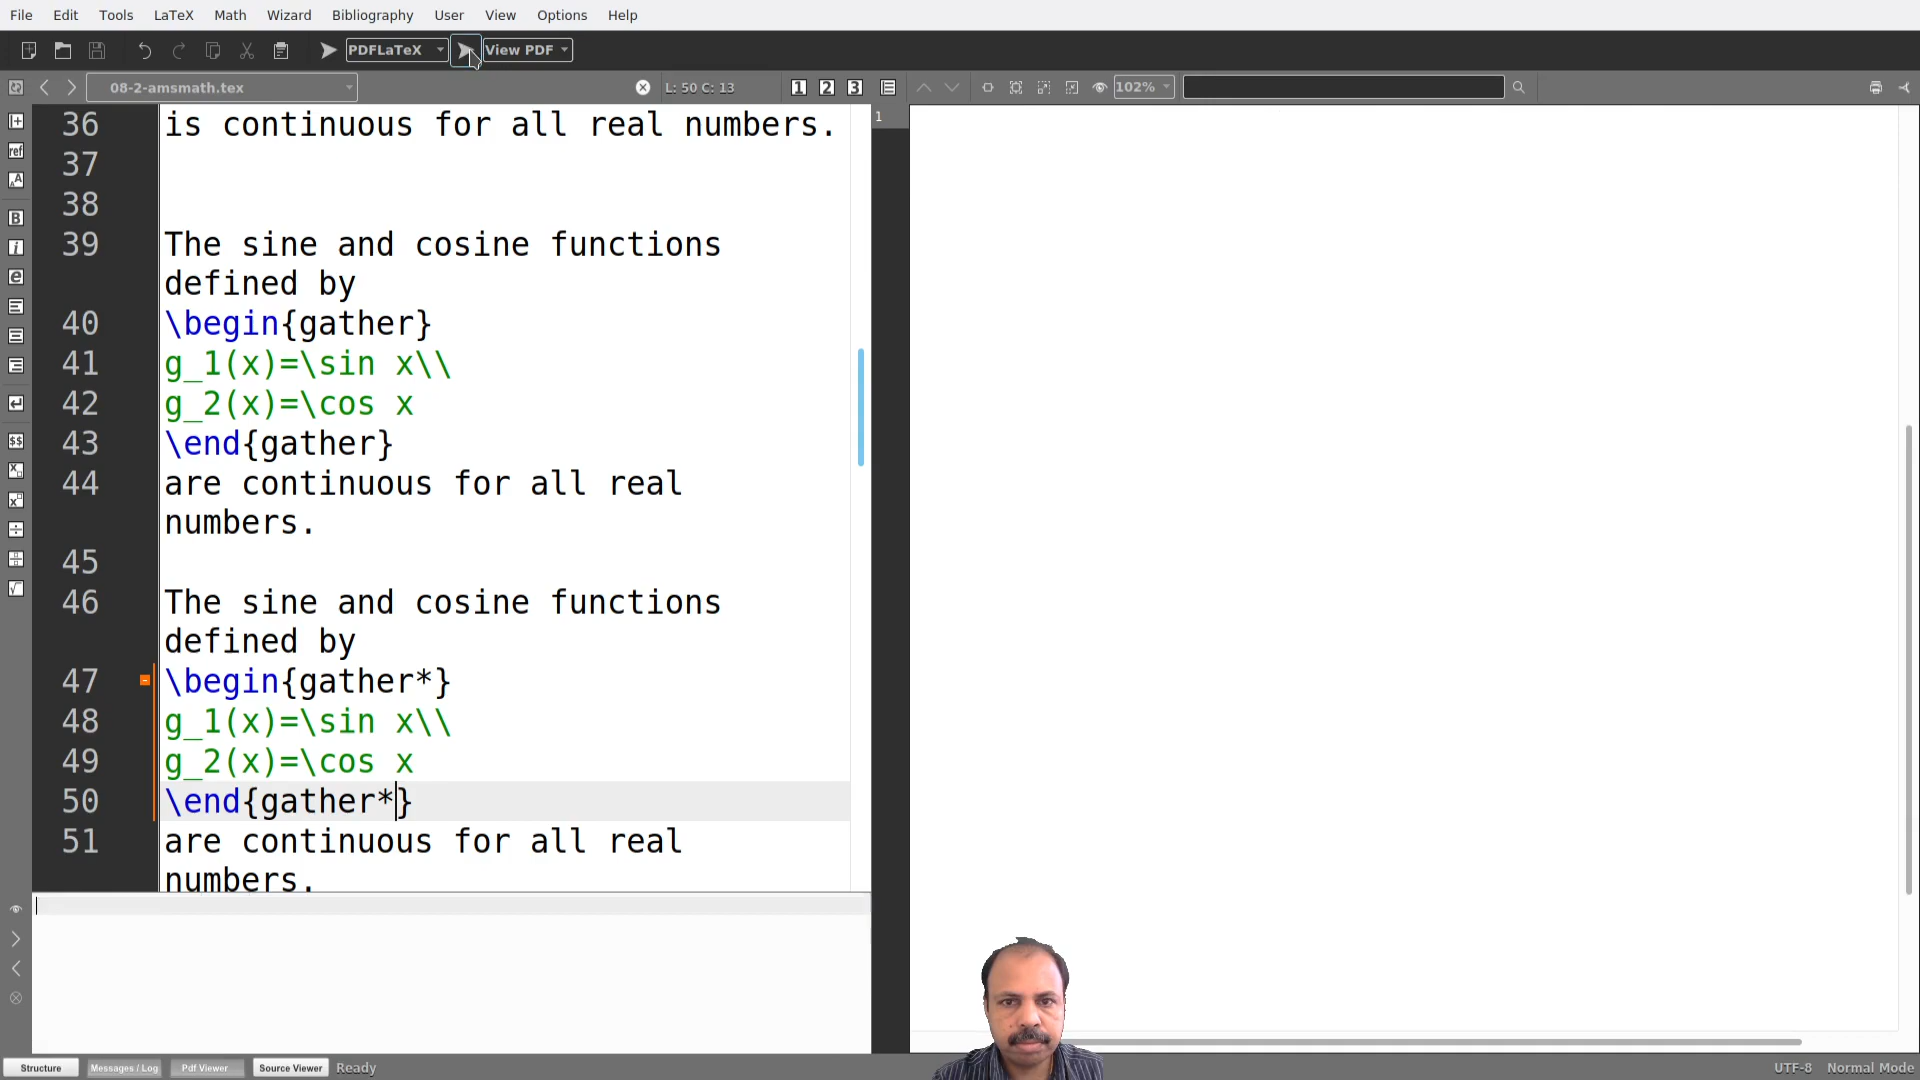 File Edit Tools LaTeX Math Wizard Bibliography User View Options Help
PDFLaTeX View PDF
08-2-amsmath.tex L: 50 C: 13 1 2 3 102%
1
36 is continuous for all real numbers.
37
38
39 The sine and cosine functions
defined by
40 \begin{gather}
41 g_1(x)=\sin x\\
42 g_2(x)=\cos x
43 \end{gather}
44 are continuous for all real
numbers.
45
46 The sine and cosine functions
defined by
47 \begin{gather*}
48 g_1(x)=\sin x\\
49 g_2(x)=\cos x
50 \end{gather*}
51 are continuous for all real
numbers.
Structure Messages / Log Pdf Viewer Source Viewer Ready UTF-8 Normal Mode